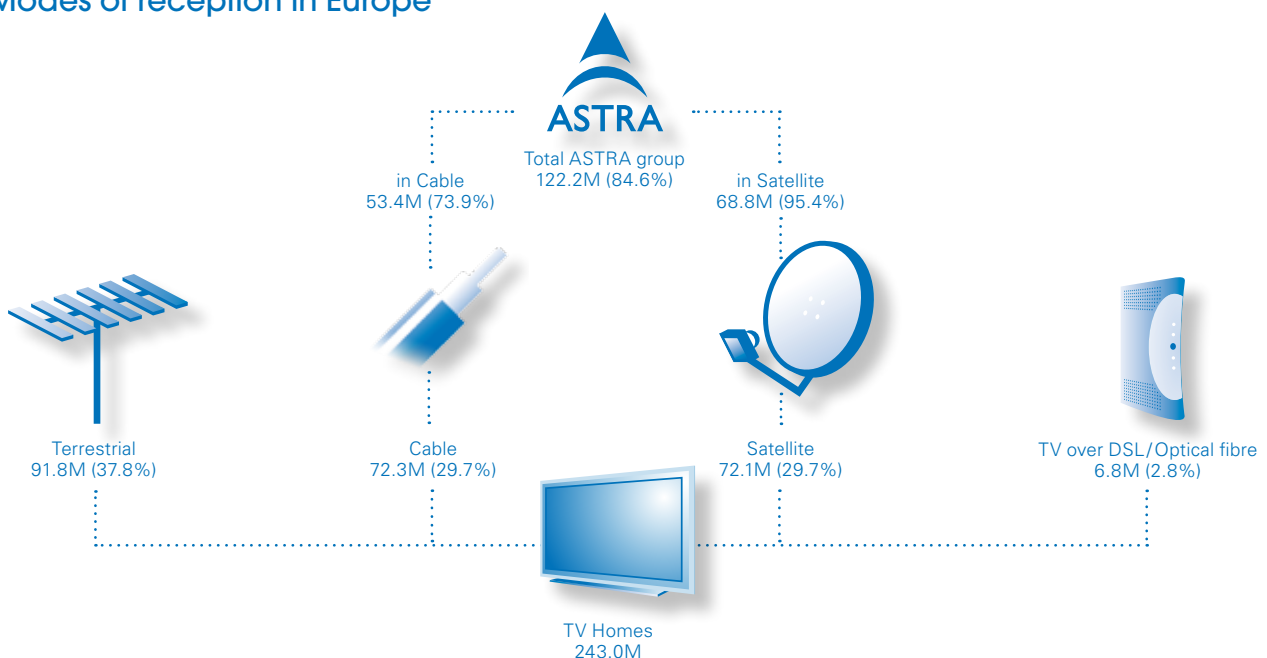 Modes of reception in Europe
ASTRA
Total ASTRA group
122.2M (84.6%)
in Cable
53.4M (73.9%)
in Satellite
68.8M (95.4%)
Terrestrial
91.8M (37.8%)
Cable
72.3M (29.7%)
Satellite
72.1M (29.7%)
TV over DSL/Optical fibre
6.8M (2.8%)
TV Homes
243.0M